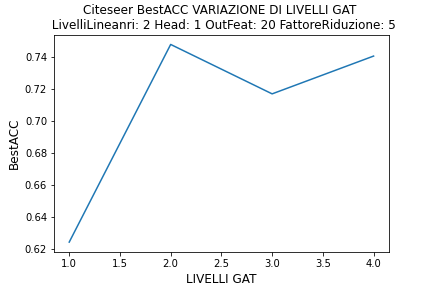 Citeseer BestACC VARIAZIONE DI LIVELLI GAT
LivelliLineanri: 2 Head: 1 OutFeat: 20 FattoreRiduzione: 5
BestACC
0.74
0.72
0.70
0.68
0.66
0.64
0.62
1.0 1.5 2.0 2.5 3.0 3.5 4.0
LIVELLI GAT